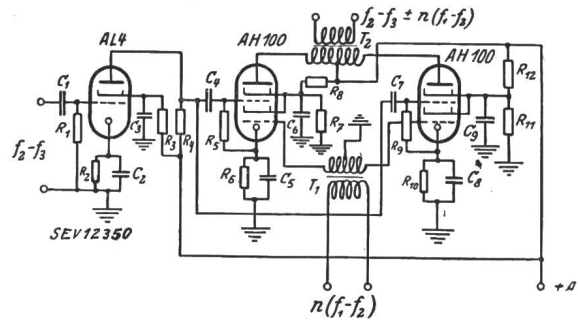 f₂-f₃ ± n(f₁-f₂)
AL4
AH100
T₂
AH100
C₁
R₁
C₃
R₃
R₄
C₄
R₅
R₈
C₆
R₇
C₇
R₉
C₉
R₁₂
R₁₁
f₂-f₃
R₂
C₂
R₆
C₅
T₁
R₁₀
C₈
SEV12350
n(f₁-f₂)
+A